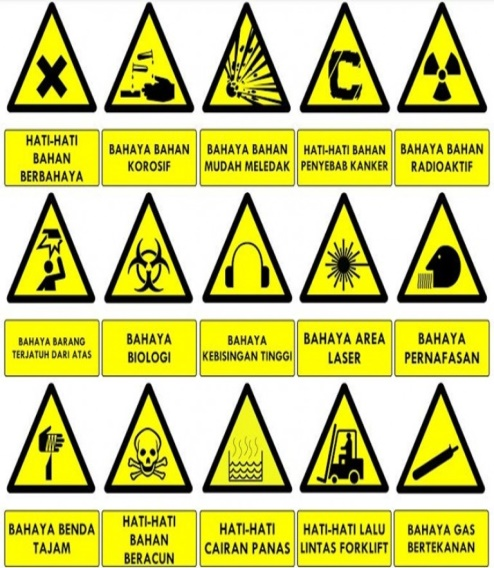 HATI-HATI
BAHAN
BERBAHAYA
BAHAYA BAHAN
KOROSIF
BAHAYA BAHAN
MUDAH MELEDAK
HATI-HATI BAHAN
PENYEBAB KANKER
BAHAYA BAHAN
RADIOAKTIF
BAHAYA BARANG
TERJATUH DARI ATAS
BAHAYA
BIOLOGI
BAHAYA
KEBISINGAN TINGGI
BAHAYA AREA
LASER
BAHAYA
PERNAFASAN
BAHAYA BENDA
TAJAM
HATI-HATI
BAHAN
BERACUN
HATI-HATI
CAIRAN PANAS
HATI-HATI LALU
LINTAS FORKLIFT
BAHAYA GAS
BERTEKANAN